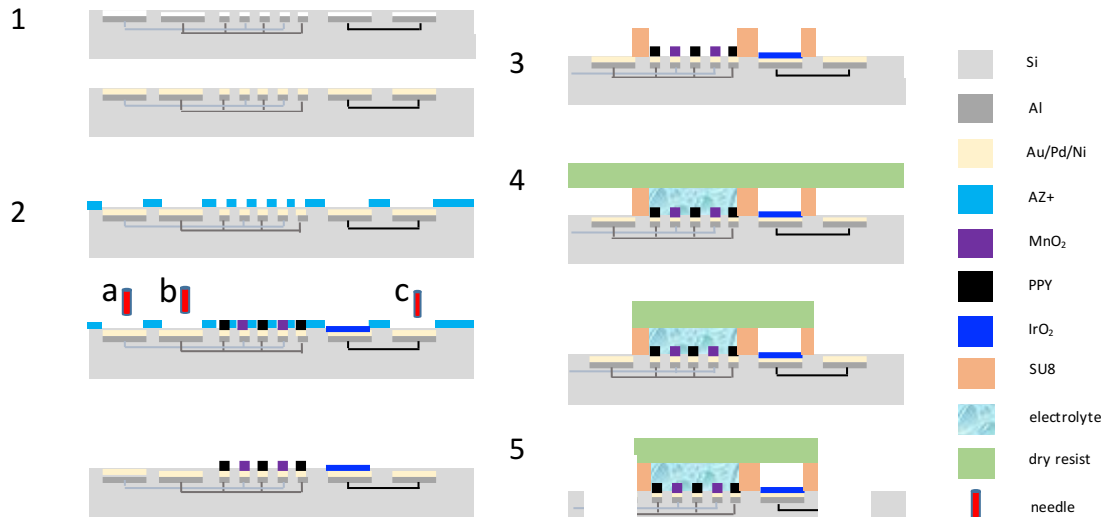 1
2
a
b
c
3
4
5
Si
Al
Au/Pd/Ni
AZ+
MnO₂
PPY
IrO₂
SU8
electrolyte
dry resist
needle